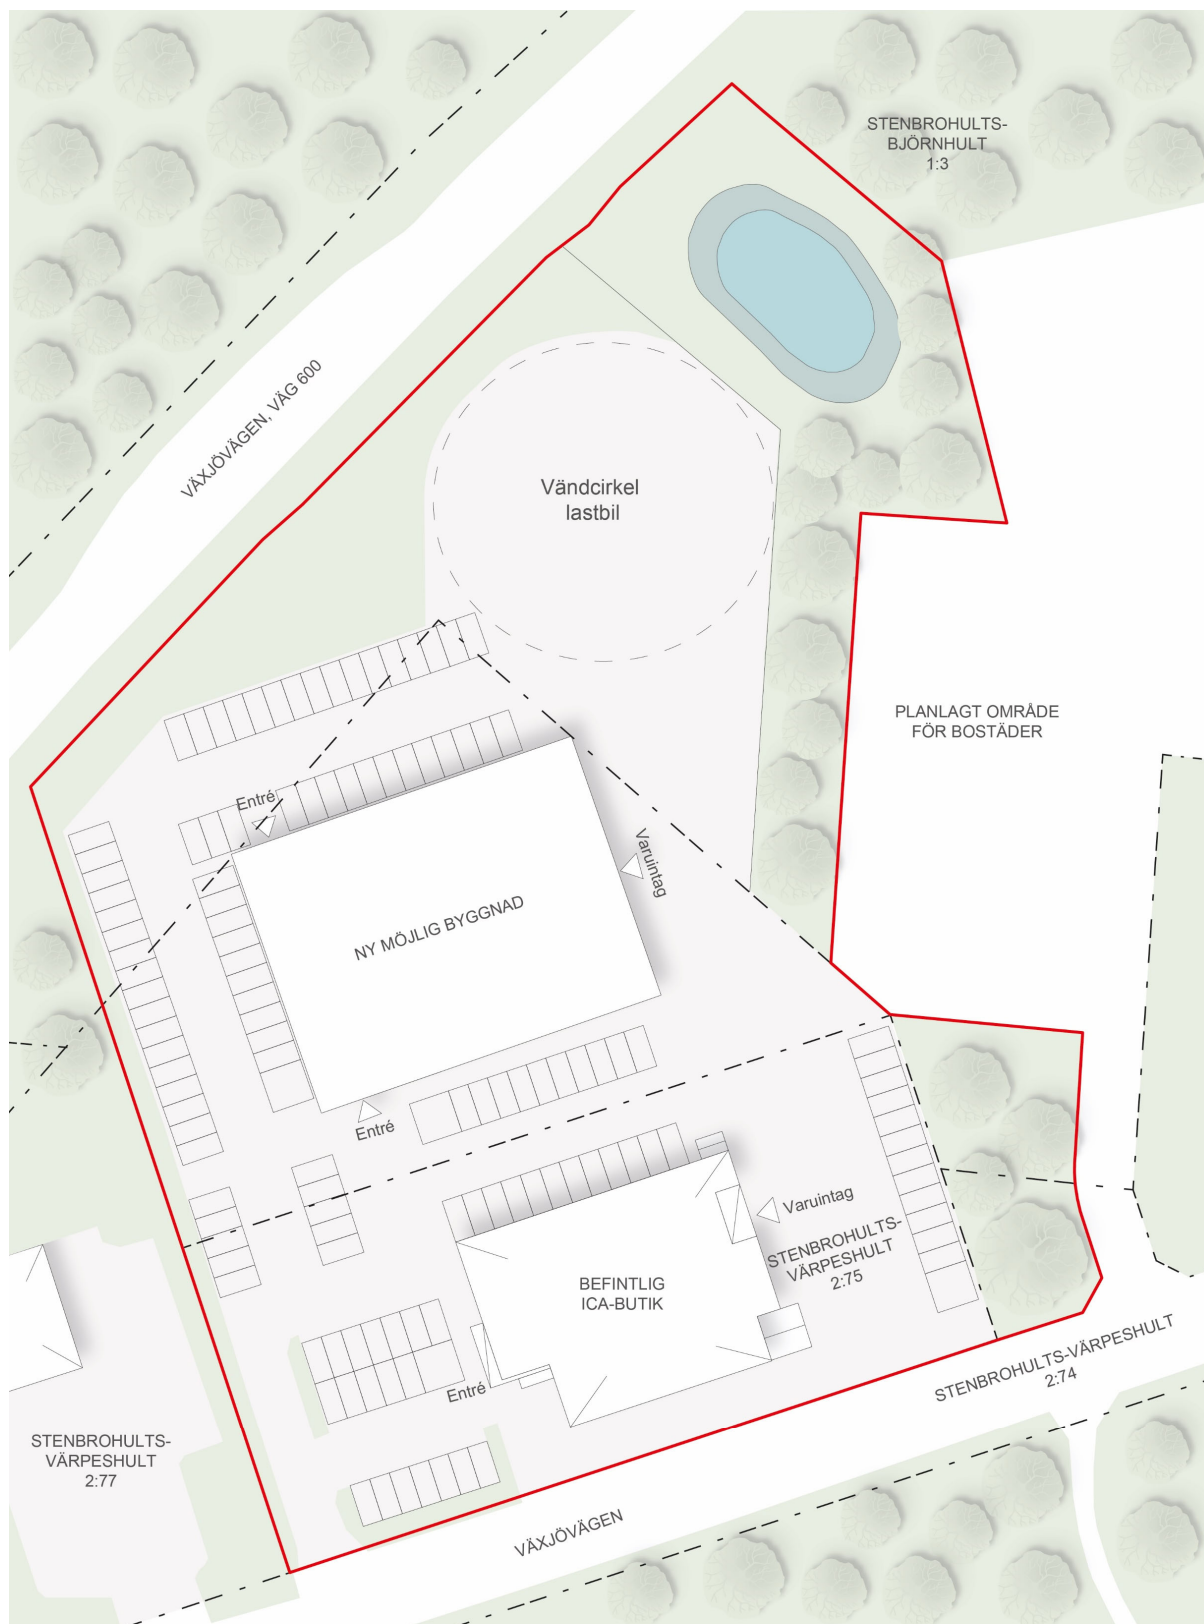 STENBROHULTS-
BJÖRNHULT
1:3
VÄXJÖVÄGEN, VÄG 600
Vändcirkel
lastbil
PLANLAGT OMRÅDE
FÖR BOSTÄDER
Entré
Varuintag
NY MÖJLIG BYGGNAD
Entré
Varuintag
STENBROHULTS-
VÄRPESHULT
2:75
BEFINTLIG
ICA-BUTIK
Entré
STENBROHULTS-VÄRPESHULT
2:74
STENBROHULTS-
VÄRPESHULT
2:77
VÄXJÖVÄGEN